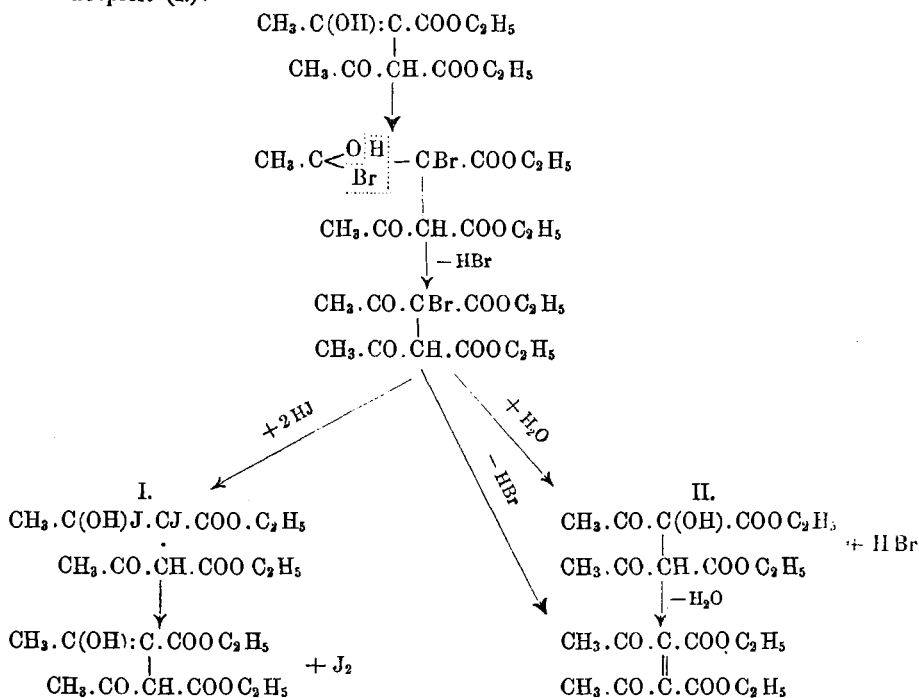 CH₃.C(OH):C.COOC₂H₅
CH₃.CO.CH.COOC₂H₅
CH₃.C<OH —CBr.COOC₂H₅
Br
CH₃.CO.CH.COOC₂H₅
—HBr
CH₃.CO.CBr.COOC₂H₅
CH₃.CO.CH.COOC₂H₅
+2HJ
+H₂O
-HBr
I.
II.
CH₃.C(OH)J.CJ.COO.C₂H₅
CH₃.CO.C(OH).COOC₂H₅
+ HBr
CH₃.CO.CH.COOC₂H₅
CH₃.CO.CH.COOC₂H₅
—H₂O
CH₃.C(OH):C.COOC₂H₅
CH₃.CO.C.COOC₂H₅
+ J₂
CH₃.CO.CH.COOC₂H₅
CH₃.CO.C.COOC₂H₅